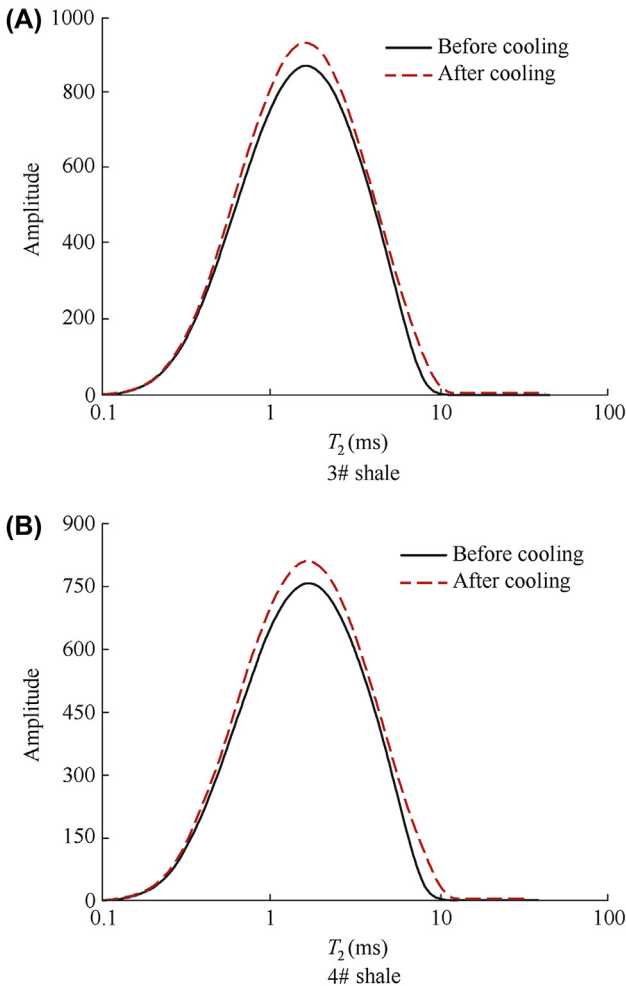 (A)
1000
800
600
400
200
0
Amplitude
Before cooling
After cooling
0.1 1 10 100
T2 (ms)
3# shale
(B)
900
750
600
450
300
150
0
Amplitude
Before cooling
After cooling
0.1 1 10 100
T2 (ms)
4# shale